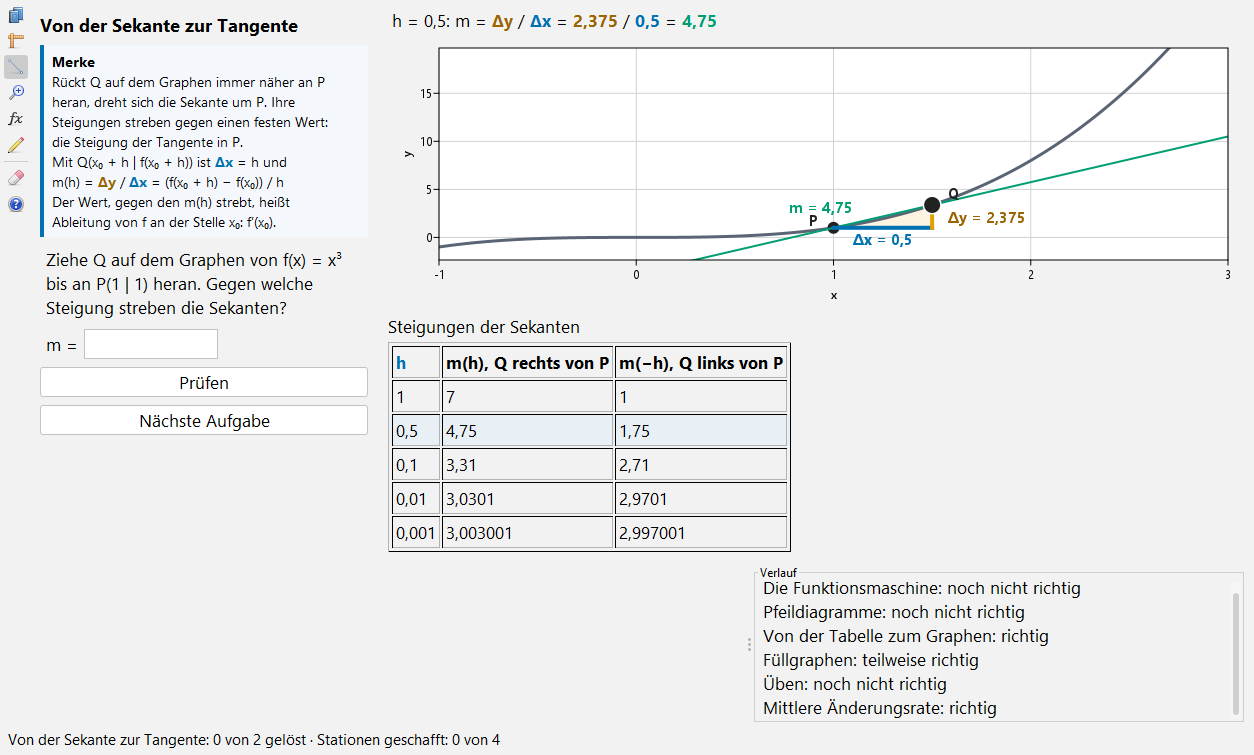 Von der Sekante zur Tangente
Merke
Rückt Q auf dem Graphen immer näher an P
heran, dreht sich die Sekante um P. Ihre
Steigungen streben gegen einen festen Wert:
die Steigung der Tangente in P.
Mit Q(x₀ + h | f(x₀ + h)) ist Δx = h und
m(h) = Δy / Δx = (f(x₀ + h) − f(x₀)) / h
Der Wert, gegen den m(h) strebt, heißt
Ableitung von f an der Stelle x₀: f'(x₀).
Ziehe Q auf dem Graphen von f(x) = x³
bis an P(1 | 1) heran. Gegen welche
Steigung streben die Sekanten?
m =
Prüfen
Nächste Aufgabe
h = 0,5: m = Δy / Δx = 2,375 / 0,5 = 4,75
15
10
5
0
y
m = 4,75
P
Q
Δy = 2,375
Δx = 0,5
-1 0 1 2 3
x
Steigungen der Sekanten
h m(h), Q rechts von P m(−h), Q links von P
1 7 1
0,5 4,75 1,75
0,1 3,31 2,71
0,01 3,0301 2,9701
0,001 3,003001 2,997001
Verlauf
Die Funktionsmaschine: noch nicht richtig
Pfeildiagramme: noch nicht richtig
Von der Tabelle zum Graphen: richtig
Füllgraphen: teilweise richtig
Üben: noch nicht richtig
Mittlere Änderungsrate: richtig
Von der Sekante zur Tangente: 0 von 2 gelöst · Stationen geschafft: 0 von 4
fx
?